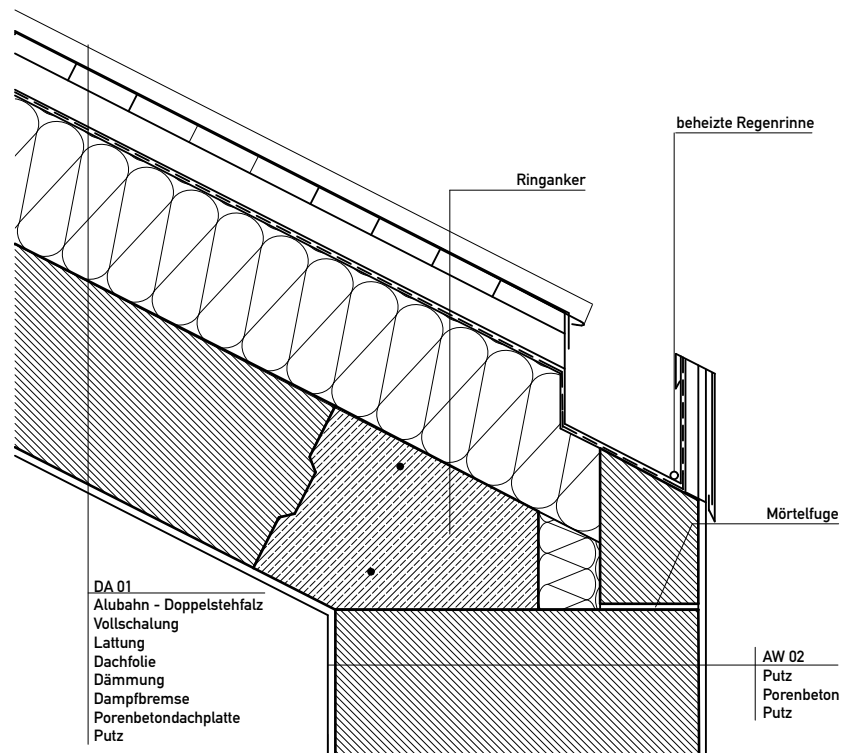 beheizte Regenrinne
Ringanker
Mörtelfuge
DA 01
Alubahn - Doppelstehfalz
Vollschalung
Lattung
Dachfolie
Dämmung
Dampfbremse
Porenbetondachplatte
Putz
AW 02
Putz
Porenbeton
Putz